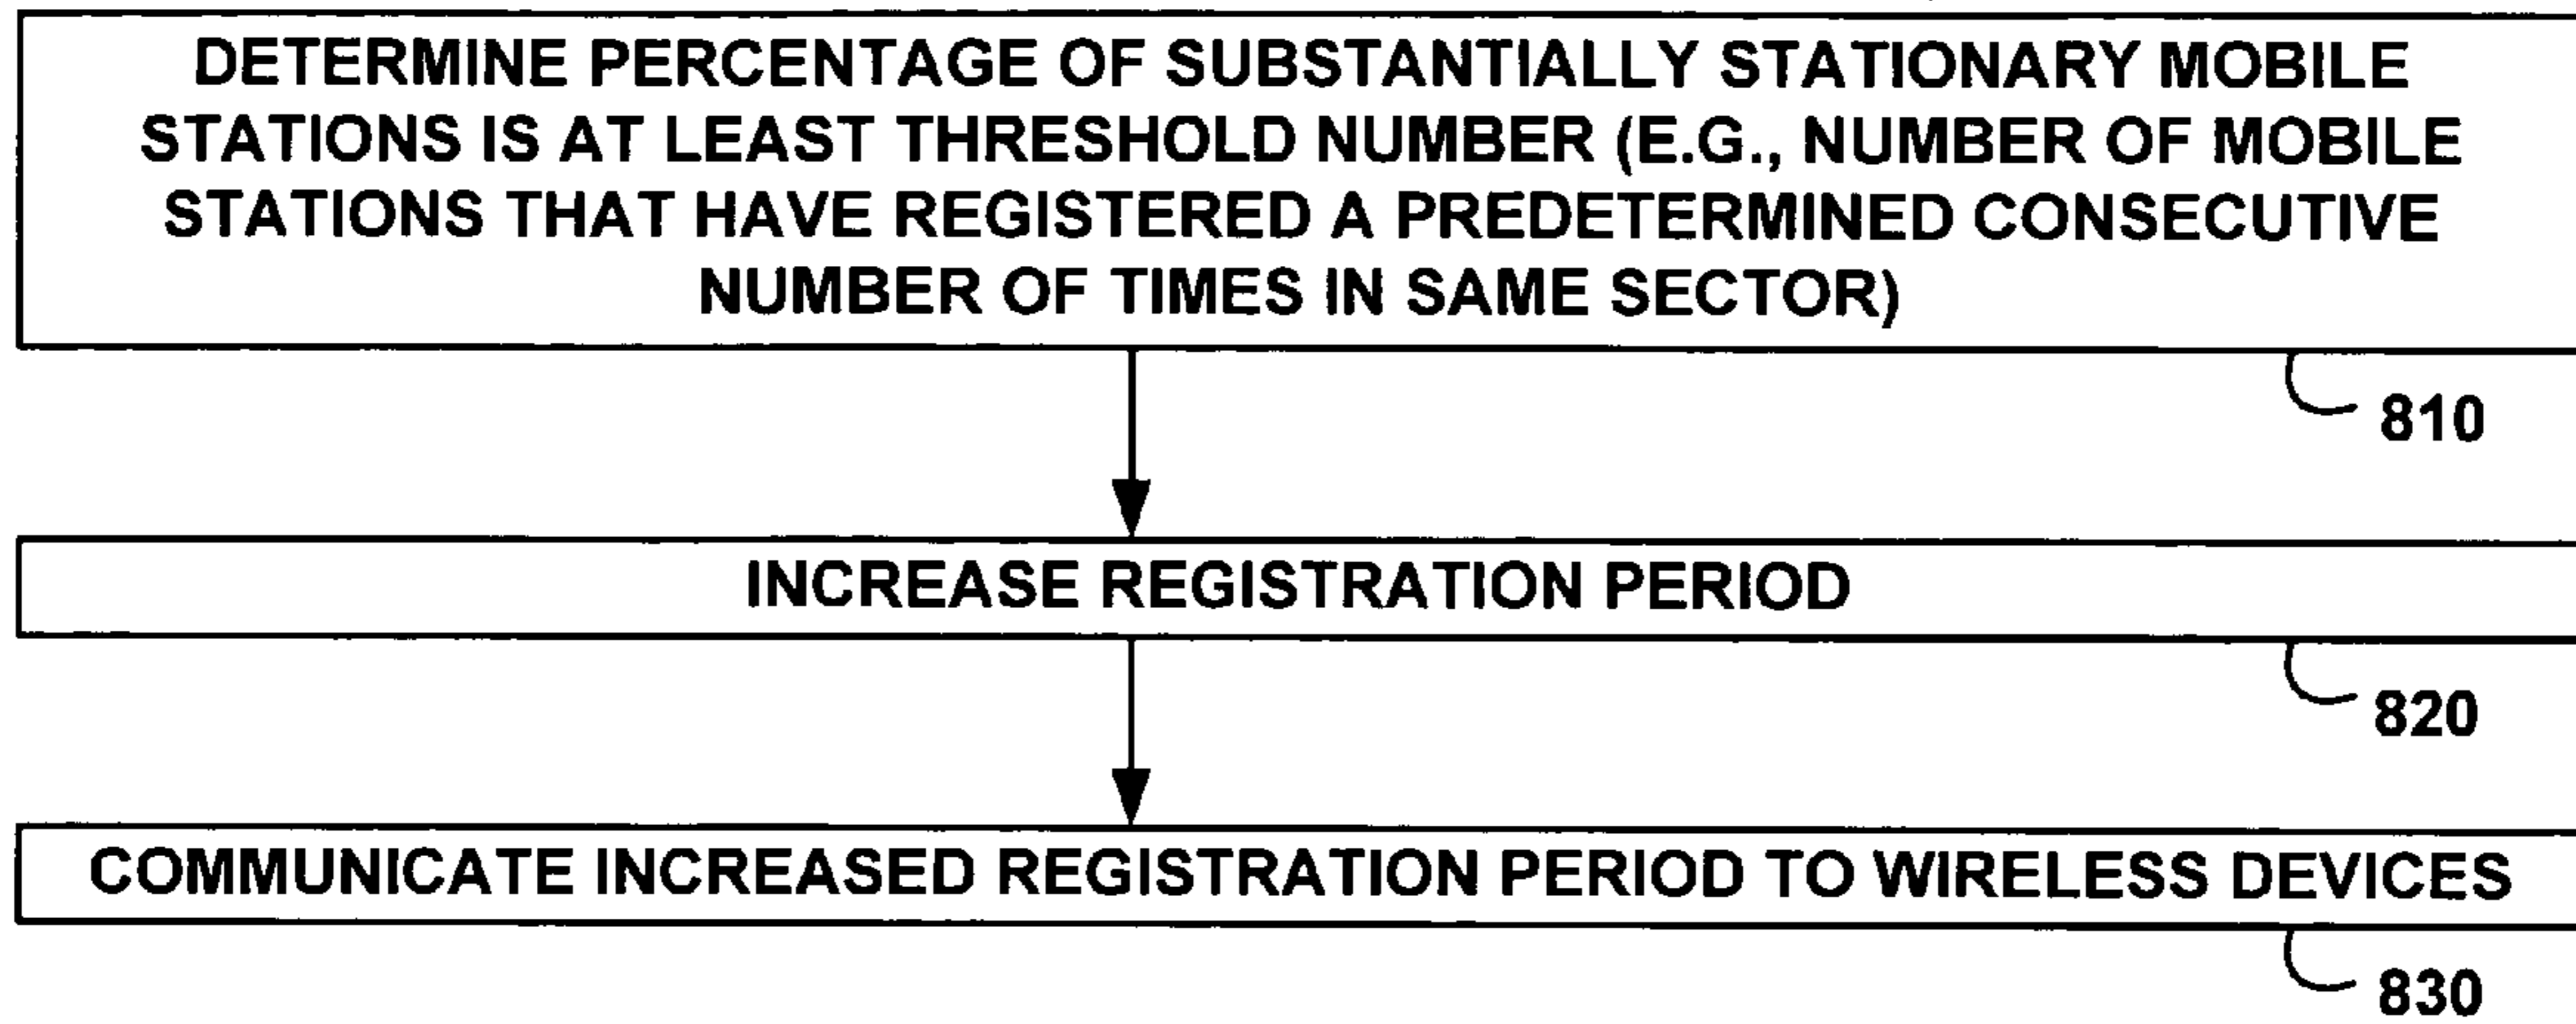 DETERMINE PERCENTAGE OF SUBSTANTIALLY STATIONARY MOBILE
STATIONS IS AT LEAST THRESHOLD NUMBER (E.G., NUMBER OF MOBILE
STATIONS THAT HAVE REGISTERED A PREDETERMINED CONSECUTIVE
NUMBER OF TIMES IN SAME SECTOR)
810
INCREASE REGISTRATION PERIOD
820
COMMUNICATE INCREASED REGISTRATION PERIOD TO WIRELESS DEVICES
830